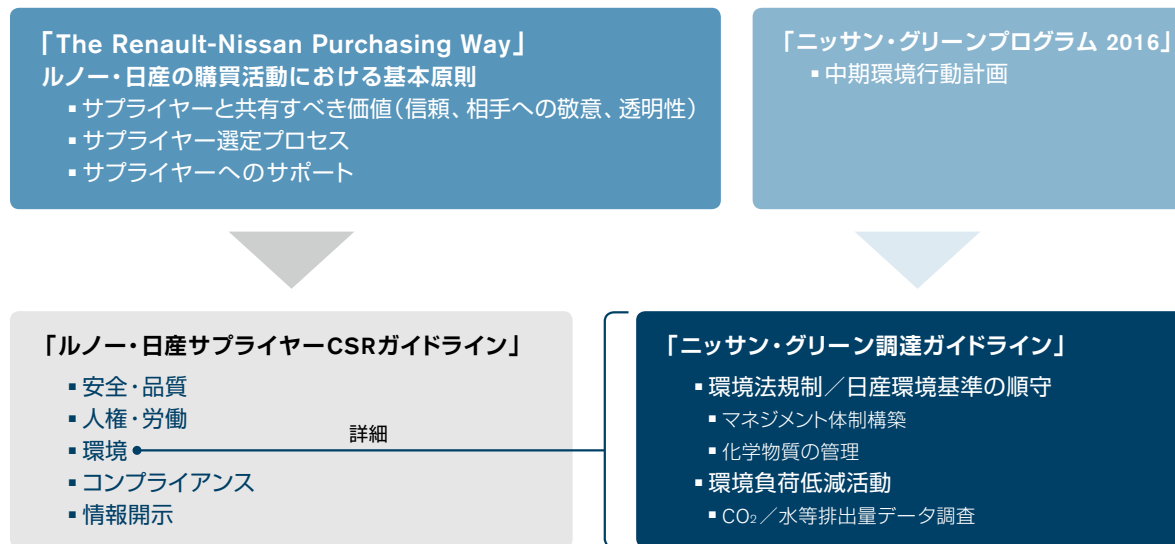 「The Renault-Nissan Purchasing Way」
ルノー・日産の購買活動における基本原則
▪サプライヤーと共有すべき価値（信頼、相手への敬意、透明性）
▪サプライヤー選定プロセス
▪サプライヤーへのサポート
「ニッサン・グリーンプログラム 2016」
▪中期環境行動計画
「ルノー・日産サプライヤーCSRガイドライン」
▪安全・品質
▪人権・労働
▪環境
▪コンプライアンス
▪情報開示
詳細
「ニッサン・グリーン調達ガイドライン」
▪環境法規制／日産環境基準の順守
▪マネジメント体制構築
▪化学物質の管理
▪環境負荷低減活動
▪CO₂／水等排出量データ調査